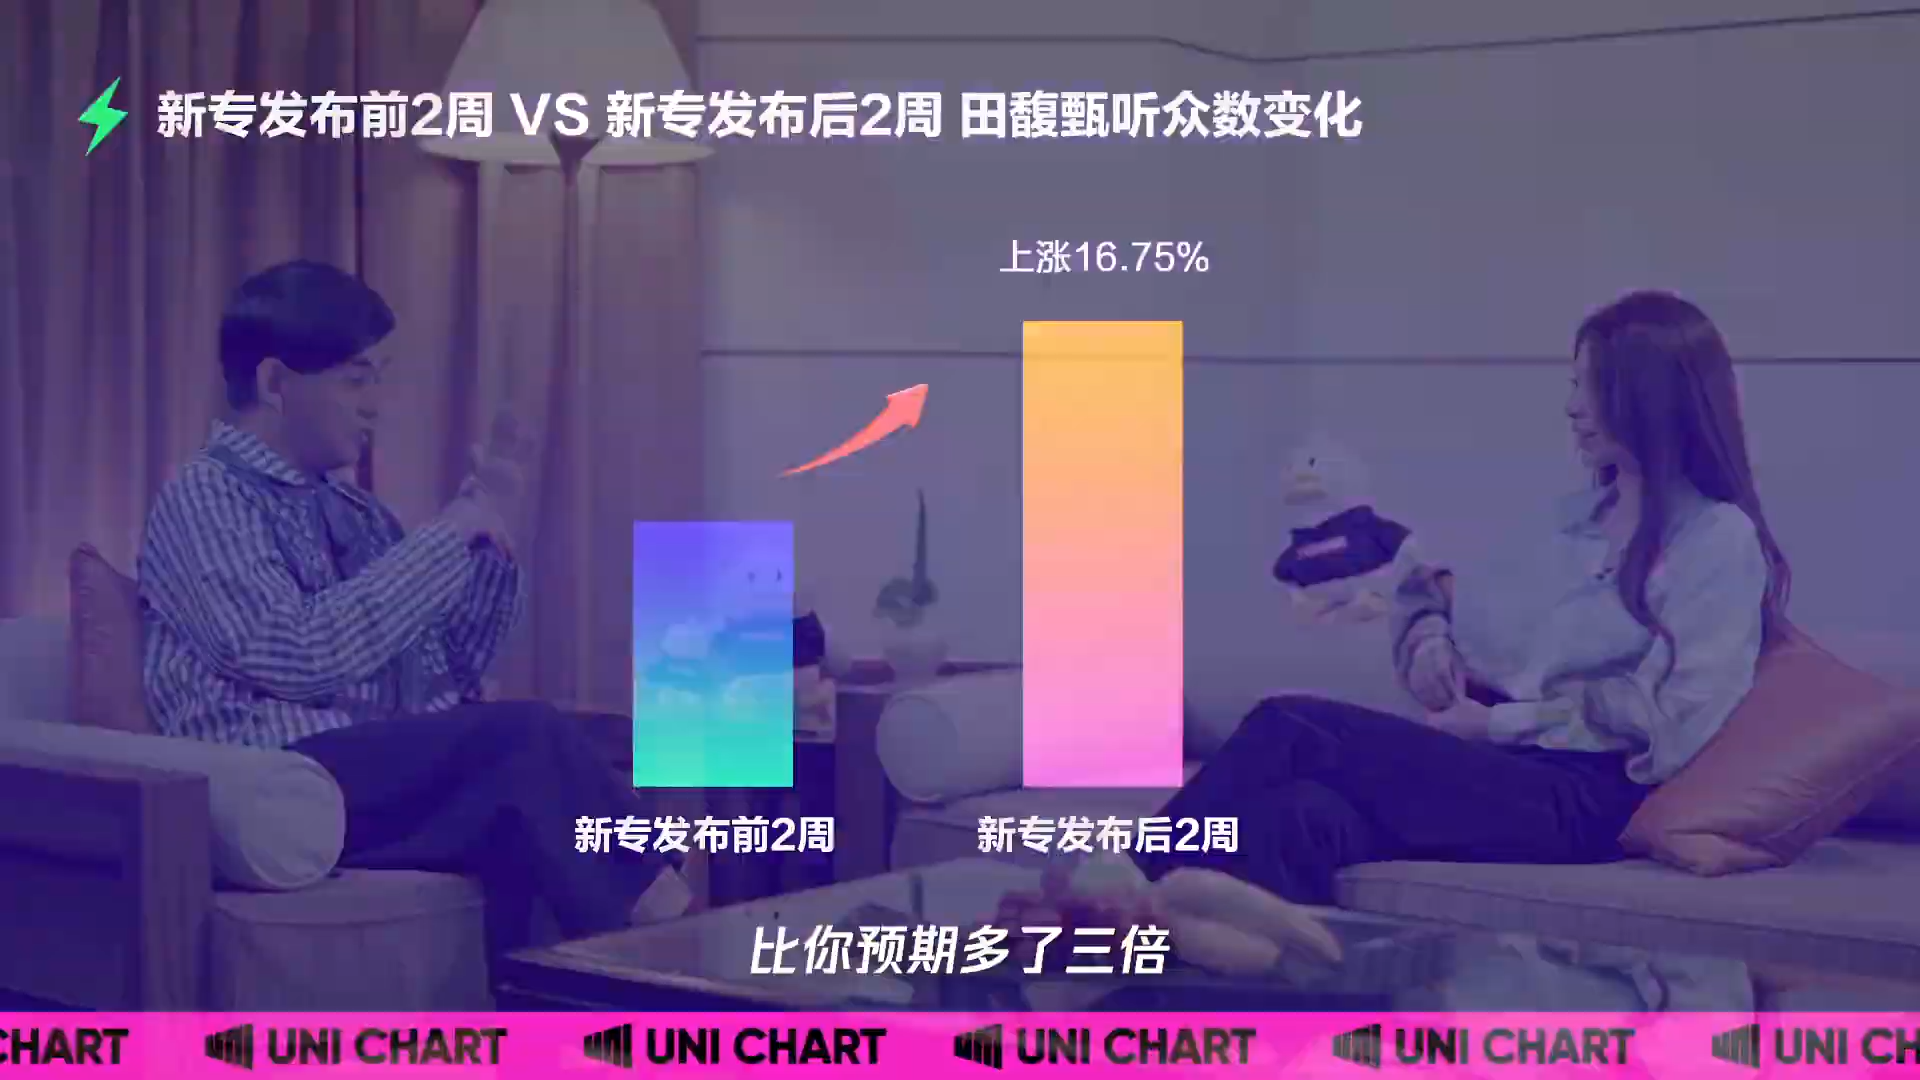 新专发布前2周 VS 新专发布后2周 田馥甄听众数变化
上涨16.75%
新专发布前2周
新专发布后2周
比你预期多了三倍
CHART UNI CHART UNI CHART UNI CHART UNI CHART UNI CH